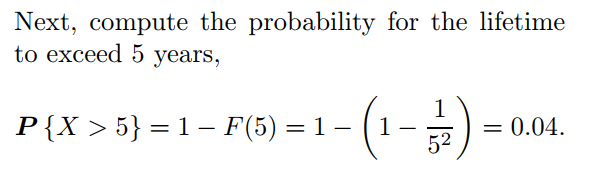 Next, compute the probability for the lifetime
to exceed 5 years,
P {X > 5} = 1 − F(5) = 1 − (1 − 1/5²) = 0.04.